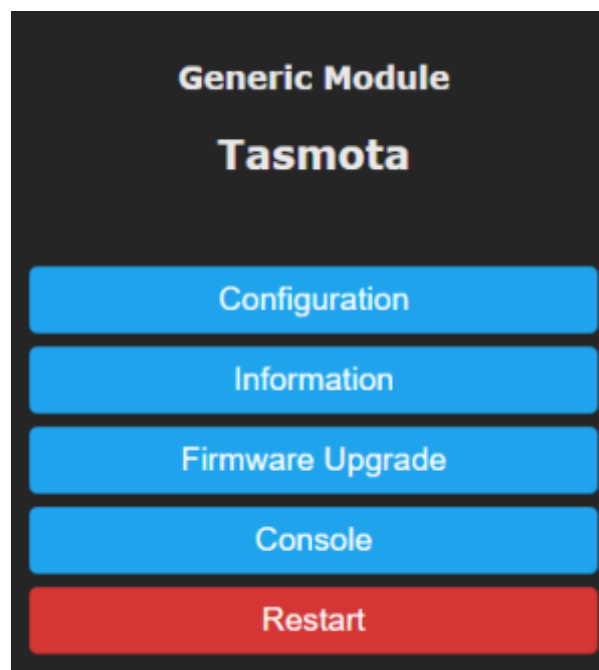 Generic Module
Tasmota
Configuration
Information
Firmware Upgrade
Console
Restart